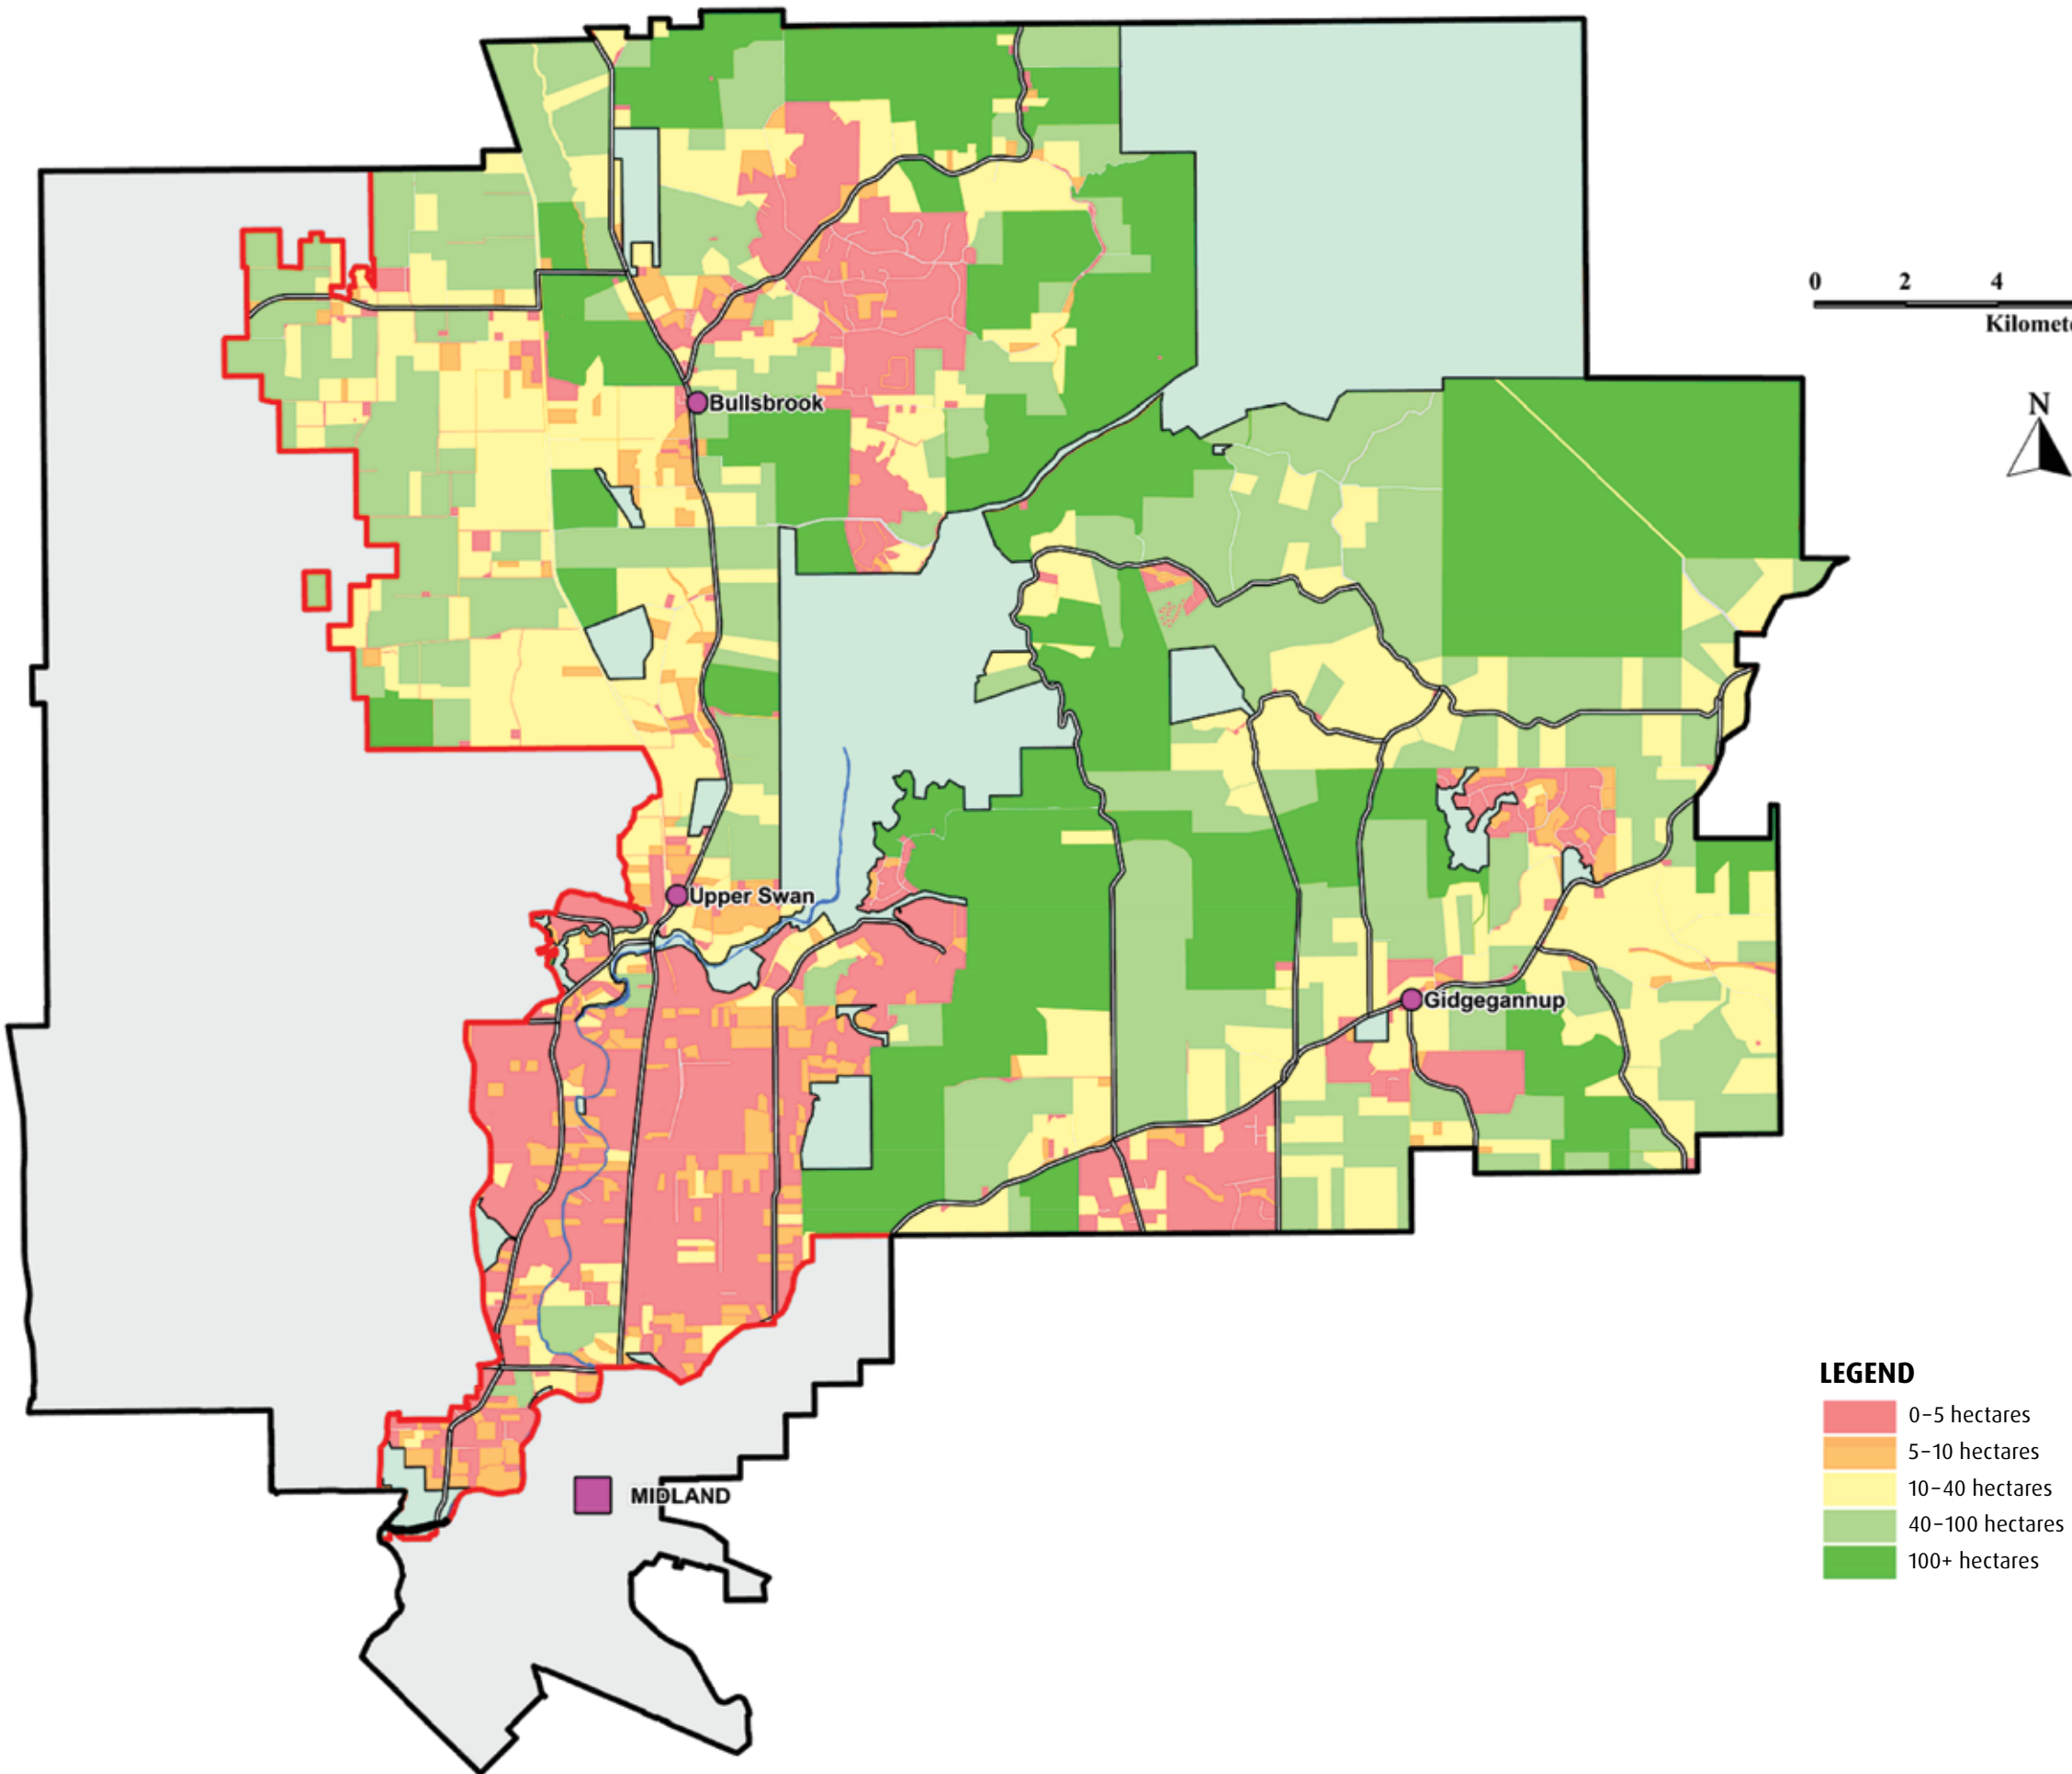 0 2 4
Kilomet
N
Bullsbrook
Upper Swan
Gidgegannup
MIDLAND
LEGEND
0–5 hectares
5–10 hectares
10–40 hectares
40–100 hectares
100+ hectares